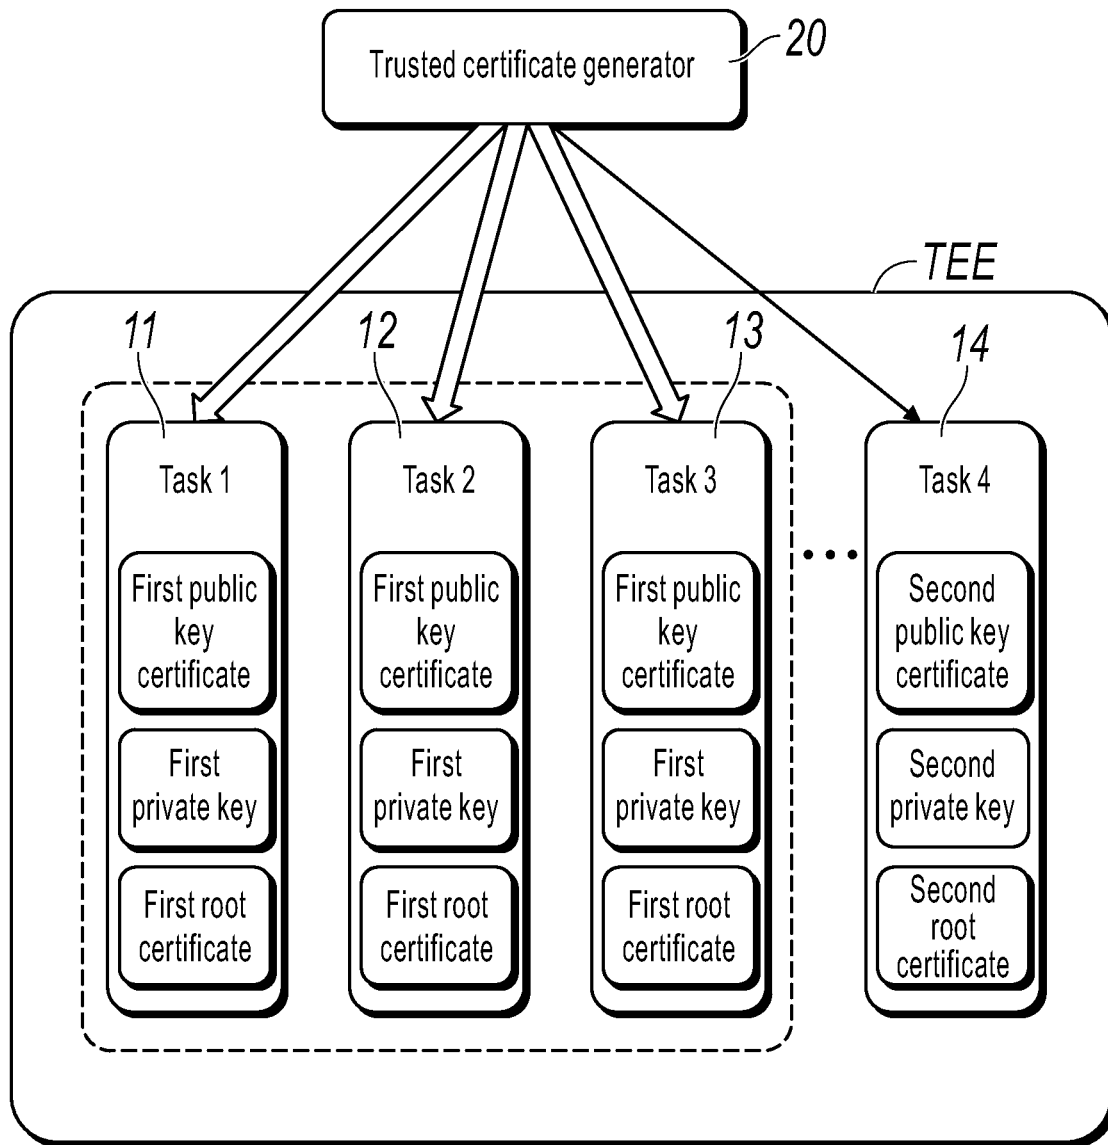 Trusted certificate generator
20
TEE
11
12
13
14
Task 1
First public
key
certificate
First
private key
First root
certificate
Task 2
First public
key
certificate
First
private key
First root
certificate
Task 3
First public
key
certificate
First
private key
First root
certificate
Task 4
Second
public key
certificate
Second
private key
Second
root
certificate